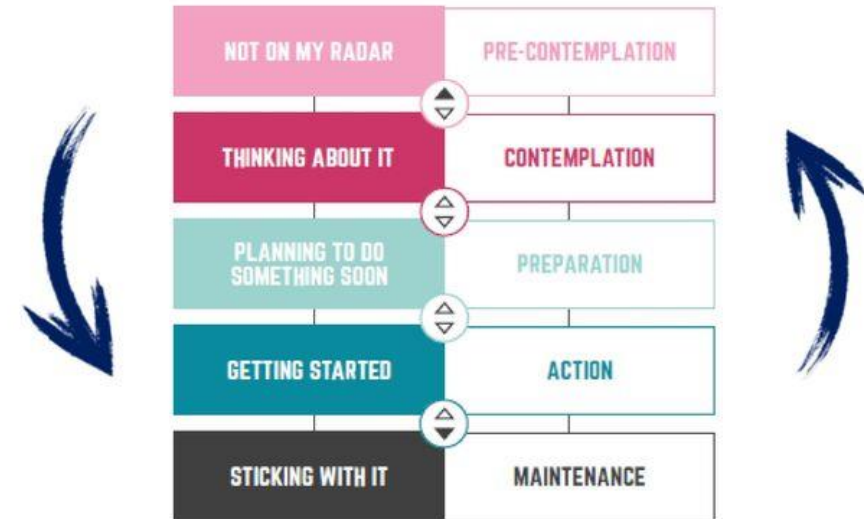 NOT ON MY RADAR
PRE-CONTEMPLATION
THINKING ABOUT IT
CONTEMPLATION
PLANNING TO DO
SOMETHING SOON
PREPARATION
GETTING STARTED
ACTION
STICKING WITH IT
MAINTENANCE